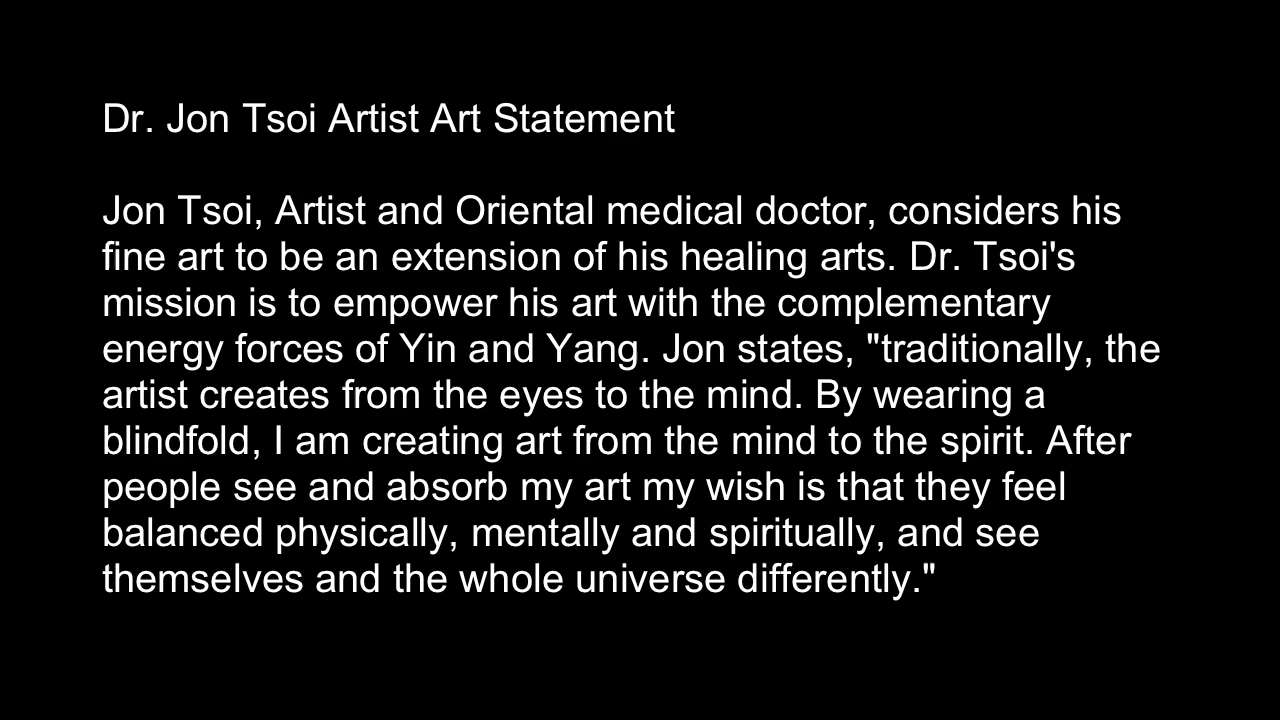 Dr. Jon Tsoi Artist Art Statement
Jon Tsoi, Artist and Oriental medical doctor, considers his
fine art to be an extension of his healing arts. Dr. Tsoi's
mission is to empower his art with the complementary
energy forces of Yin and Yang. Jon states, "traditionally, the
artist creates from the eyes to the mind. By wearing a
blindfold, I am creating art from the mind to the spirit. After
people see and absorb my art my wish is that they feel
balanced physically, mentally and spiritually, and see
themselves and the whole universe differently."